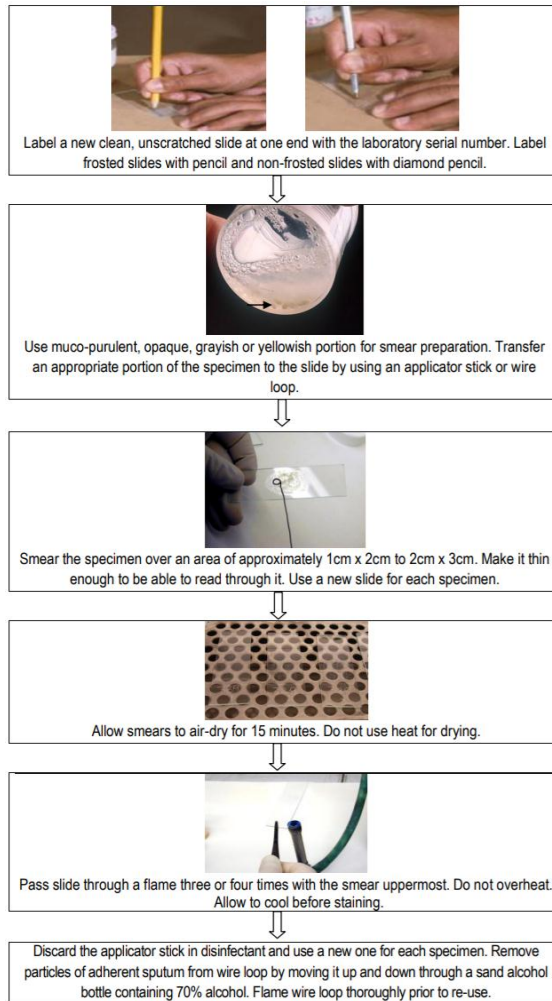 Label a new clean, unscratched slide at one end with the laboratory serial number. Label
frosted slides with pencil and non-frosted slides with diamond pencil.
Use muco-purulent, opaque, grayish or yellowish portion for smear preparation. Transfer
an appropriate portion of the specimen to the slide by using an applicator stick or wire
loop.
Smear the specimen over an area of approximately 1cm x 2cm to 2cm x 3cm. Make it thin
enough to be able to read through it. Use a new slide for each specimen.
Allow smears to air-dry for 15 minutes. Do not use heat for drying.
Pass slide through a flame three or four times with the smear uppermost. Do not overheat.
Allow to cool before staining.
Discard the applicator stick in disinfectant and use a new one for each specimen. Remove
particles of adherent sputum from wire loop by moving it up and down through a sand alcohol
bottle containing 70% alcohol. Flame wire loop thoroughly prior to re-use.